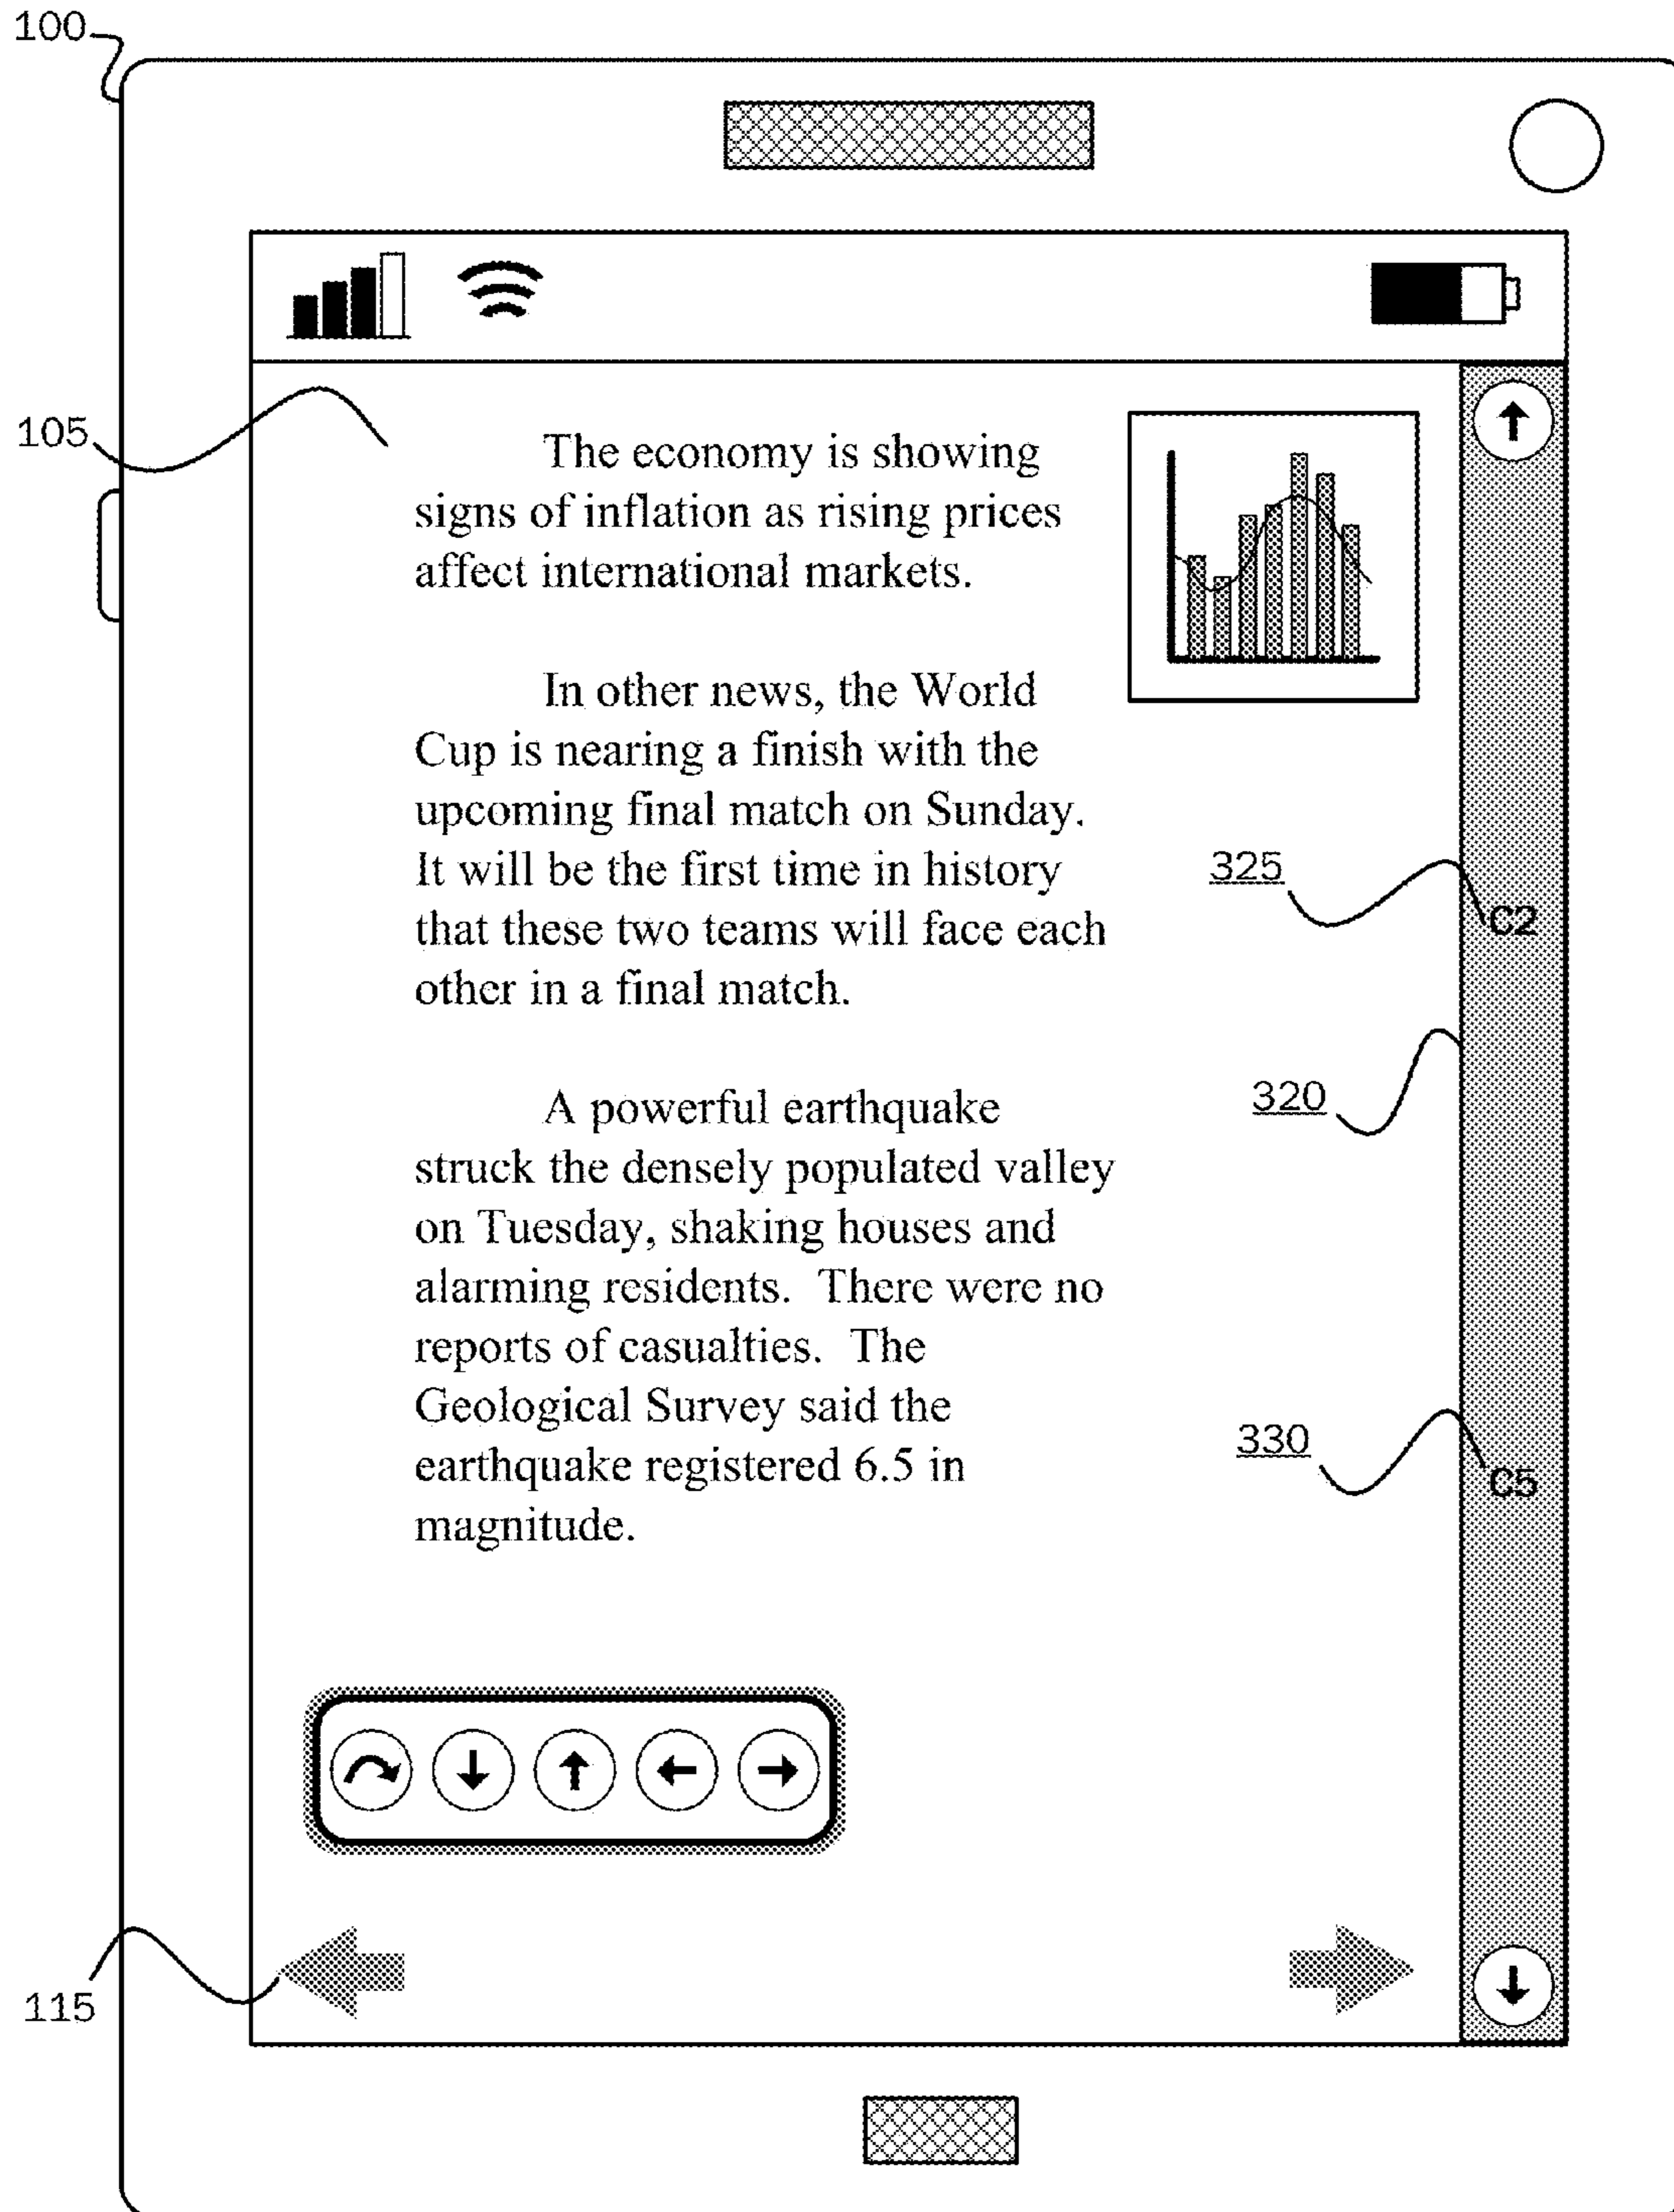 100
105
The economy is showing
signs of inflation as rising prices
affect international markets.
In other news, the World
Cup is nearing a finish with the
upcoming final match on Sunday.
It will be the first time in history
that these two teams will face each
other in a final match.
325
C2
320
A powerful earthquake
struck the densely populated valley
on Tuesday, shaking houses and
alarming residents.  There were no
reports of casualties.  The
Geological Survey said the
earthquake registered 6.5 in
magnitude.
330
C5
115